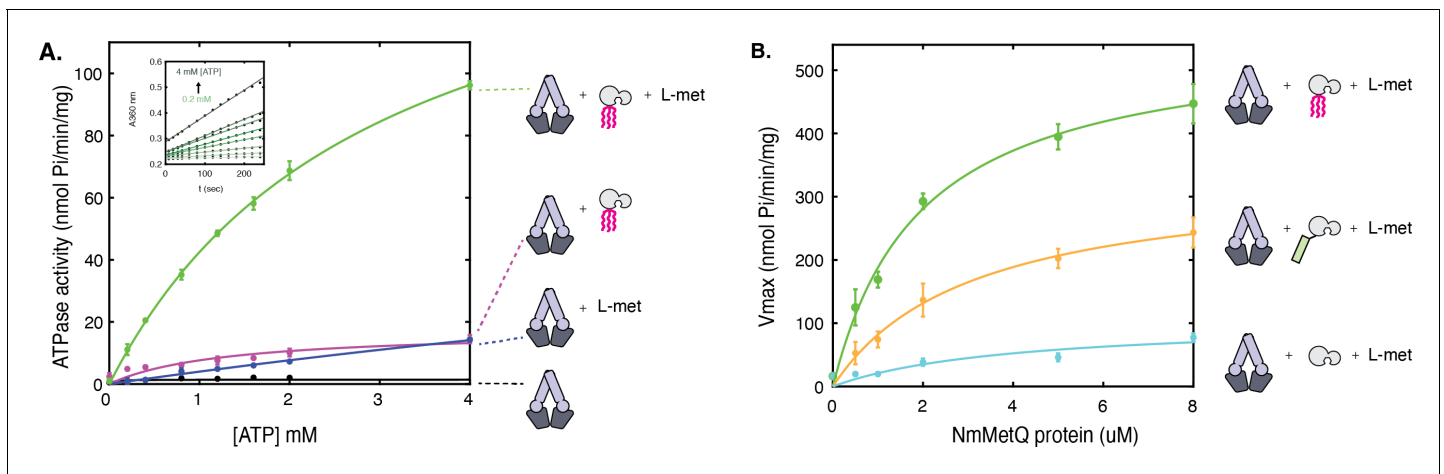 A.
ATPase activity (nmol Pi/min/mg)
100
80
60
40
20
0
0 1 2 3 4
[ATP] mM
A360 nm
0.6
0.5
0.4
0.3
0.2
4 mM [ATP]
0.2 mM
0 100 200
t (sec)
+ + L-met
+
+ L-met
B.
Vmax (nmol Pi/min/mg)
500
400
300
200
100
0
0 2 4 6 8
NmMetQ protein (uM)
+ + L-met
+ + L-met
+ + L-met